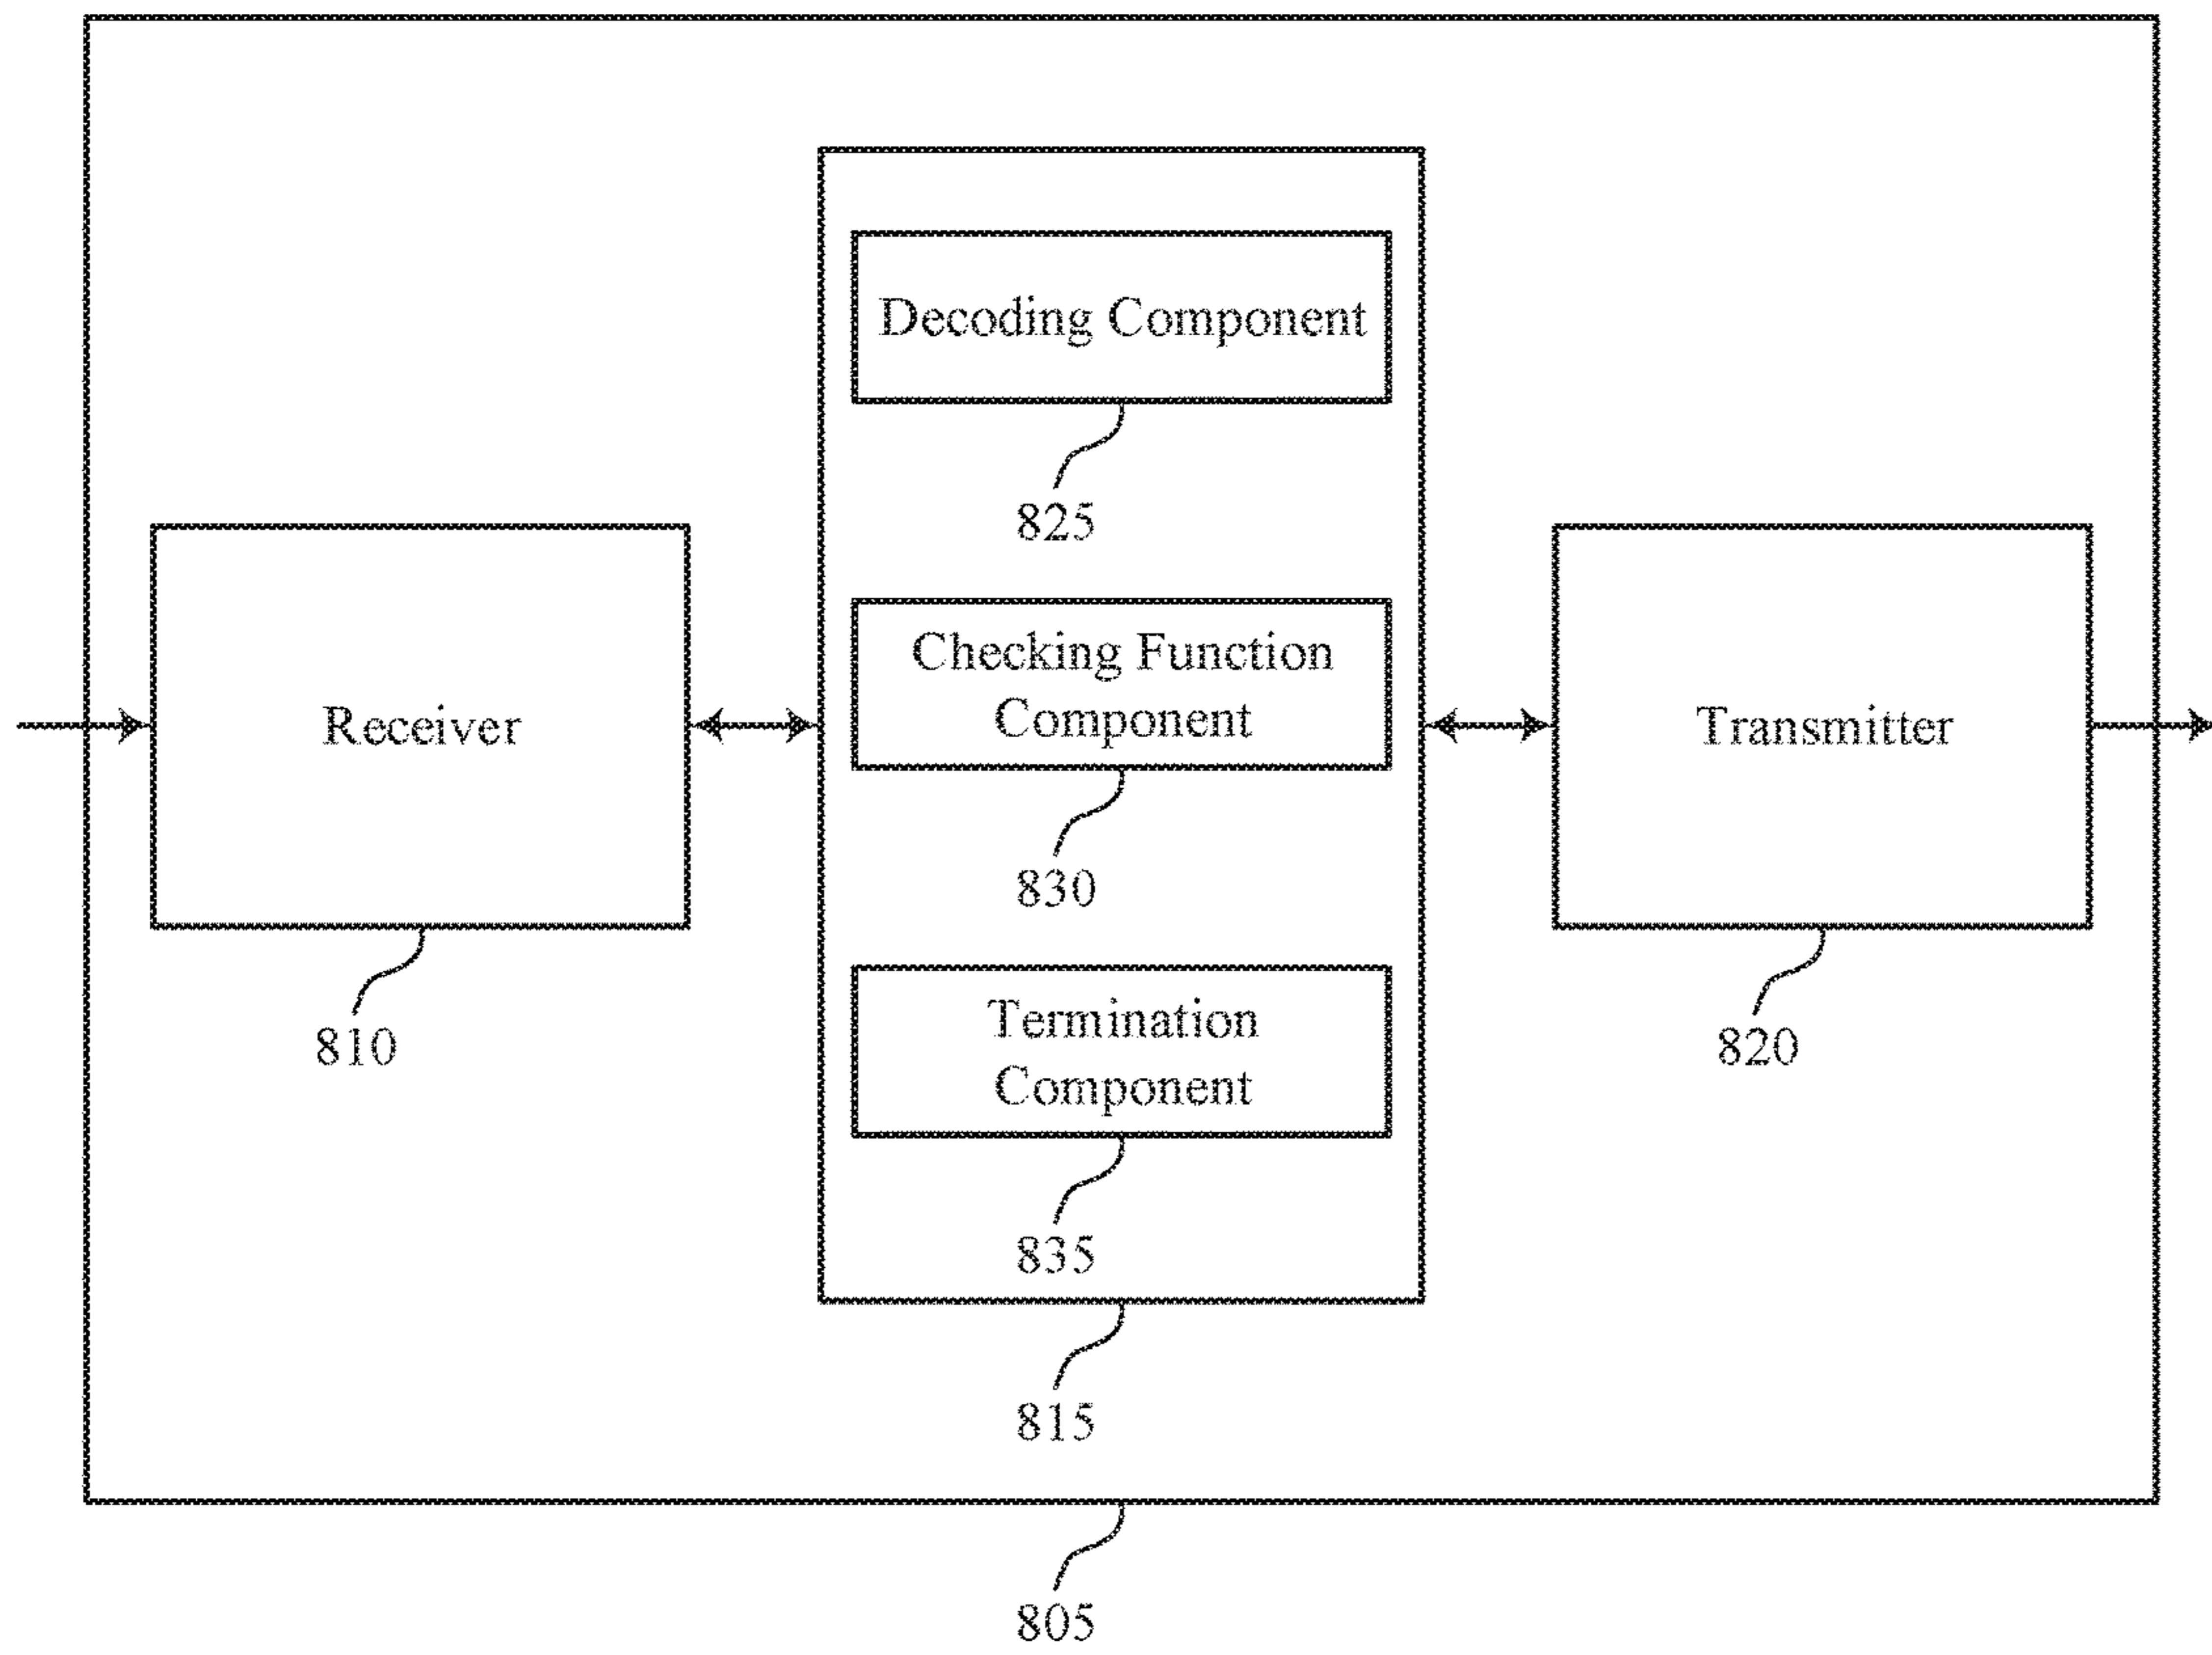 Decoding Component
825
Checking Function
Component
830
Termination
Component
835
815
Receiver
810
Transmitter
820
805